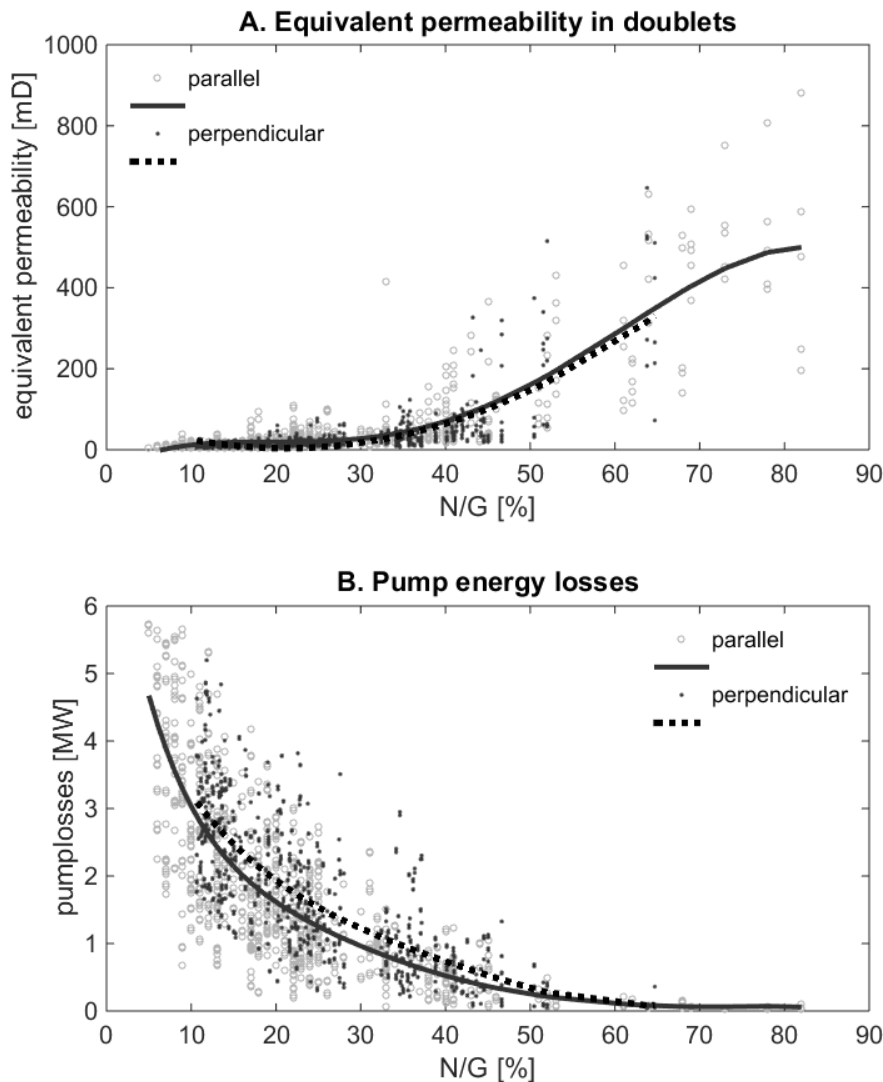 A. Equivalent permeability in doublets
equivalent permeability [mD]
1000
800
600
400
200
0
parallel
perpendicular
0 10 20 30 40 50 60 70 80 90
N/G [%]
B. Pump energy losses
pumplosses [MW]
6
5
4
3
2
1
0
parallel
perpendicular
0 10 20 30 40 50 60 70 80 90
N/G [%]